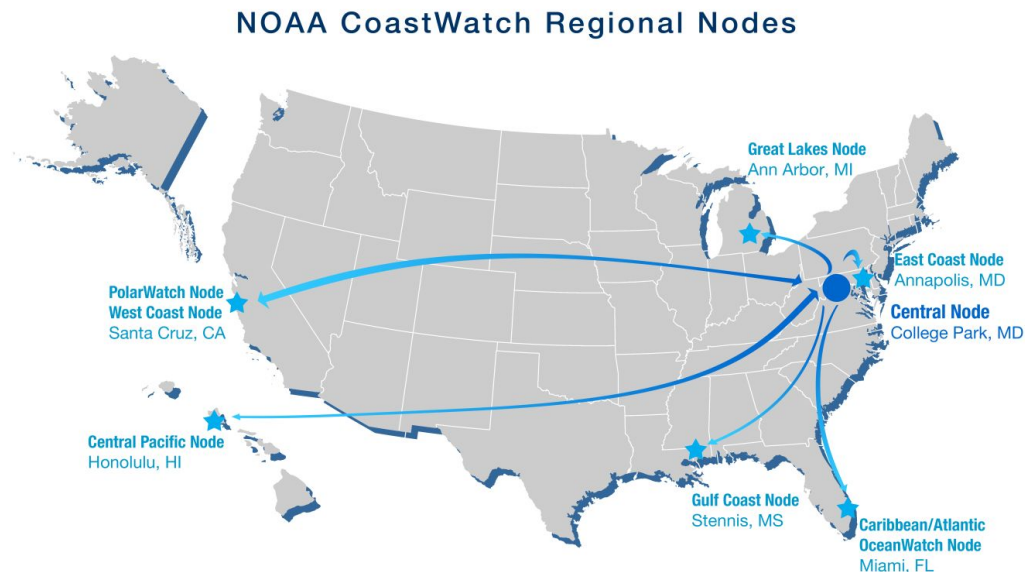 NOAA CoastWatch Regional Nodes
Great Lakes Node
Ann Arbor, MI
East Coast Node
Annapolis, MD
Central Node
College Park, MD
PolarWatch Node
West Coast Node
Santa Cruz, CA
Central Pacific Node
Honolulu, HI
Gulf Coast Node
Stennis, MS
Caribbean/Atlantic
OceanWatch Node
Miami, FL